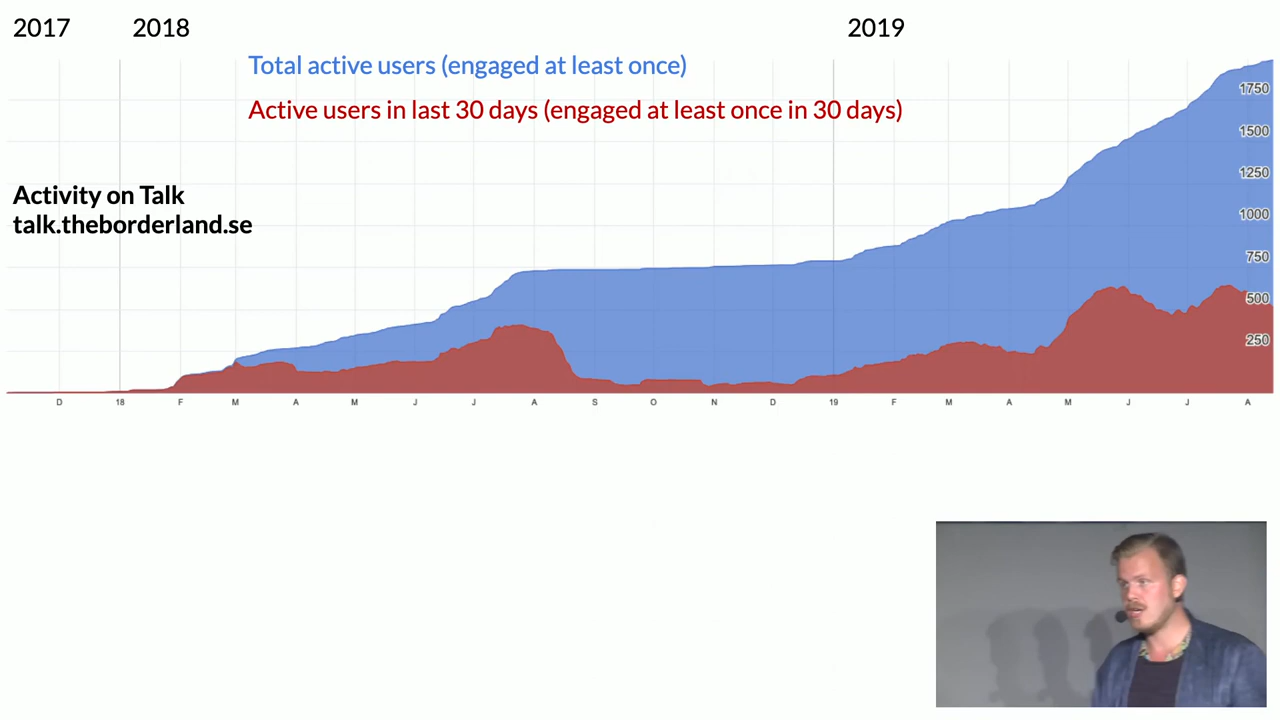 2017 2018 2019
Total active users (engaged at least once)
Active users in last 30 days (engaged at least once in 30 days)
Activity on Talk
talk.theborderland.se
1750
1500
1250
1000
750
500
250
D 18 F M A M J J A S O N D 19 F M A M J J A